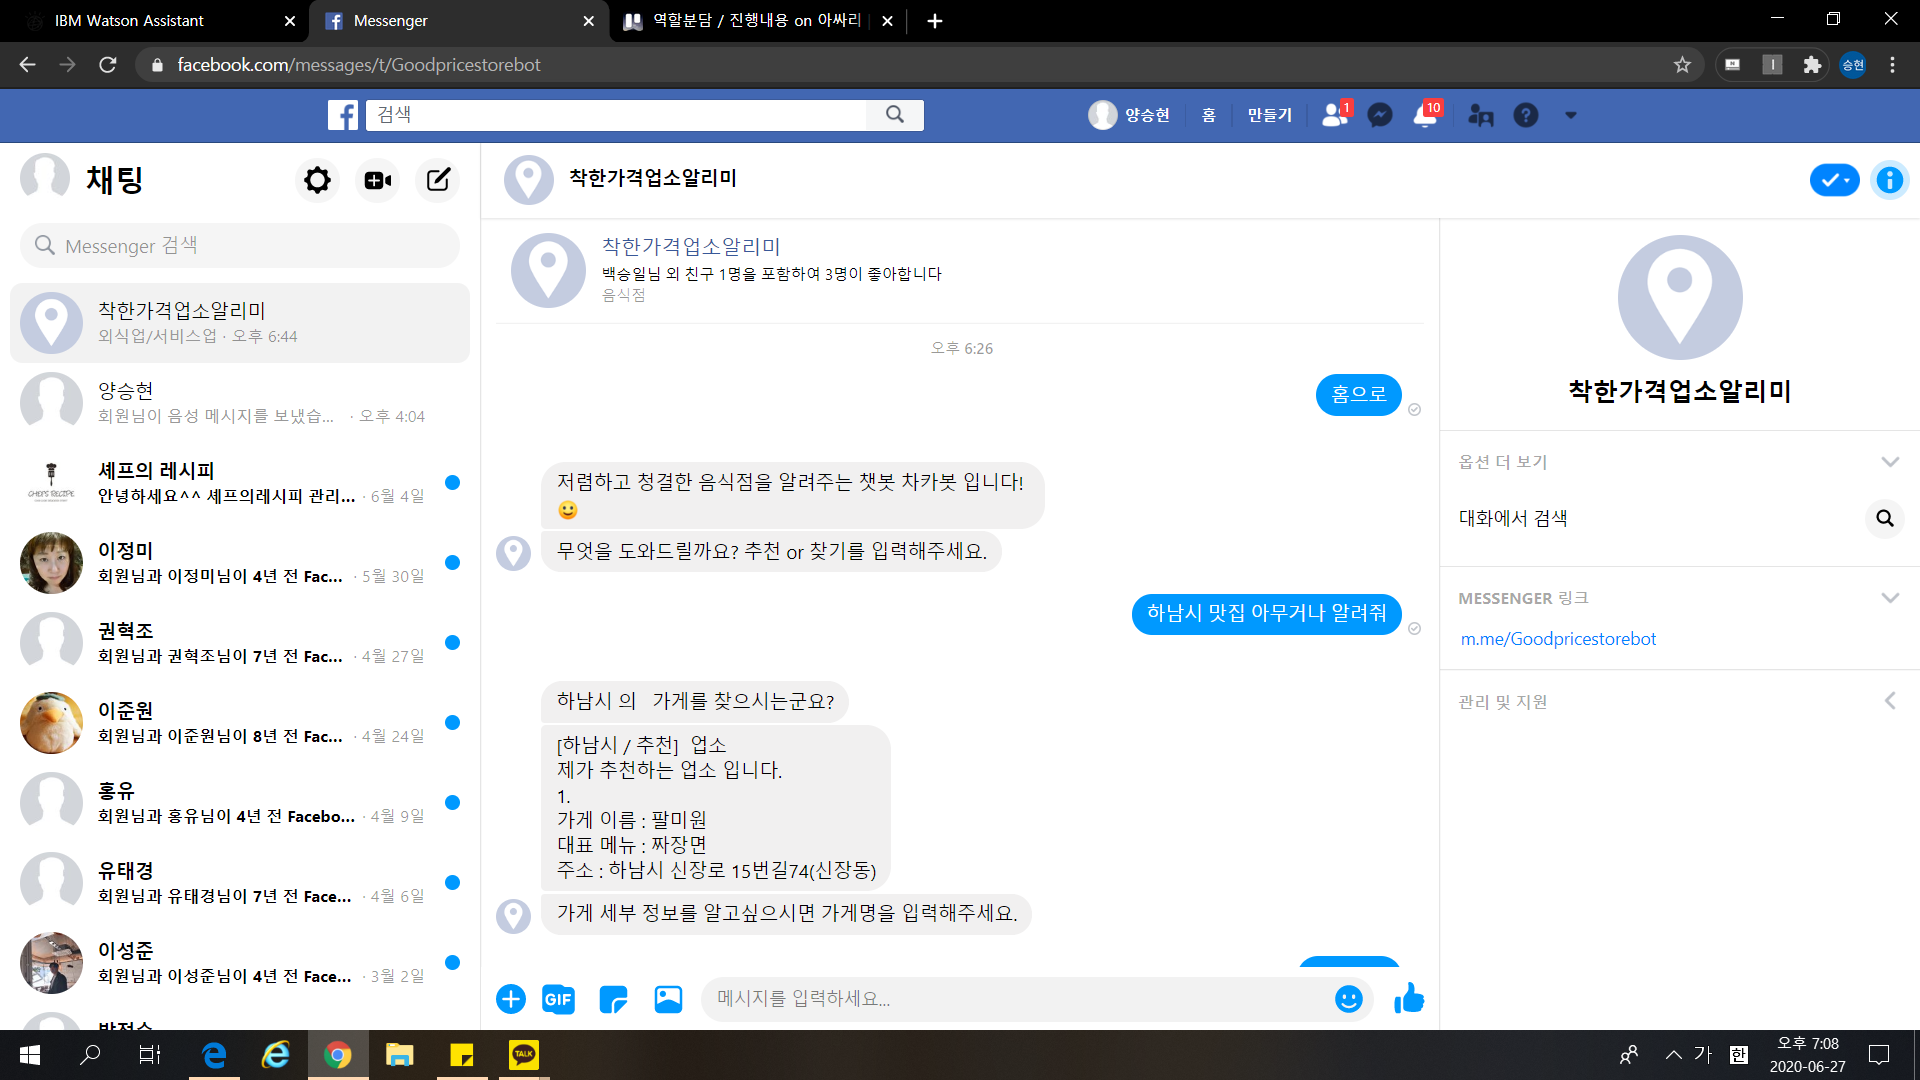 IBM Watson Assistant
Messenger
역할분담 / 진행내용 on 아싸리
facebook.com/messages/t/Goodpricestorebot
승현
검색
양승현
홈
만들기
1
10
채팅
Messenger 검색
착한가격업소알리미
외식업/서비스업 · 오후 6:44
양승현
회원님이 음성 메시지를 보냈습... · 오후 4:04
CHEF'S RECIPE
셰프의 레시피
안녕하세요^^ 셰프의레시피 관리... · 6월 4일
이정미
회원님과 이정미님이 4년 전 Fac... · 5월 30일
권혁조
회원님과 권혁조님이 7년 전 Fac... · 4월 27일
이준원
회원님과 이준원님이 8년 전 Fac... · 4월 24일
홍유
회원님과 홍유님이 4년 전 Facebo... · 4월 9일
유태경
회원님과 유태경님이 7년 전 Face... · 4월 6일
이성준
회원님과 이성준님이 4년 전 Face... · 3월 2일
착한가격업소알리미
착한가격업소알리미
백승일님 외 친구 1명을 포함하여 3명이 좋아합니다
음식점
오후 6:26
홈으로
저렴하고 청결한 음식점을 알려주는 챗봇 차카봇 입니다!
무엇을 도와드릴까요? 추천 or 찾기를 입력해주세요.
하남시 맛집 아무거나 알려줘
하남시 의 가게를 찾으시는군요?
[하남시 / 추천] 업소
제가 추천하는 업소 입니다.
1.
가게 이름 : 팔미원
대표 메뉴 : 짜장면
주소 : 하남시 신장로 15번길74(신장동)
가게 세부 정보를 알고싶으시면 가게명을 입력해주세요.
GIF
메시지를 입력하세요...
착한가격업소알리미
옵션 더 보기
대화에서 검색
MESSENGER 링크
m.me/Goodpricestorebot
관리 및 지원
TALK
가
한
오후 7:08
2020-06-27